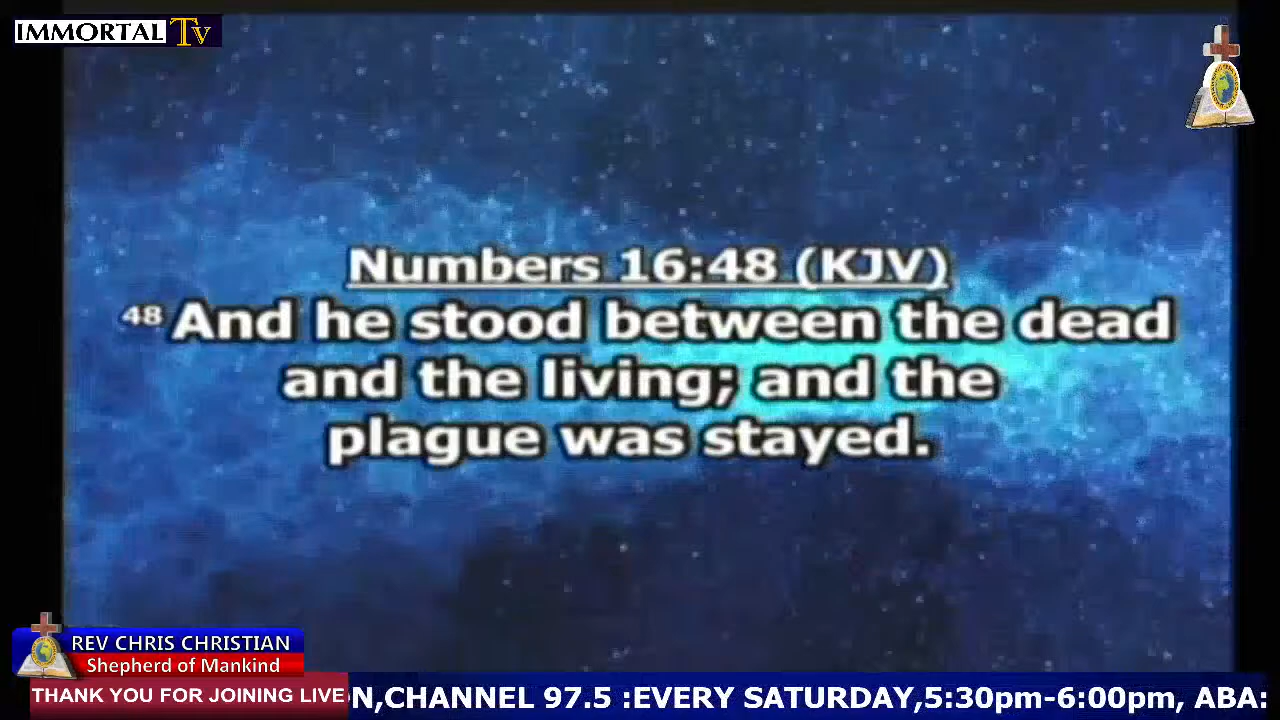 IMMORTAL Tv
Numbers 16:48 (KJV)
48 And he stood between the dead
and the living; and the
plague was stayed.
REV CHRIS CHRISTIAN
Shepherd of Mankind
THANK YOU FOR JOINING LIVE
N,CHANNEL 97.5 :EVERY SATURDAY,5:30pm-6:00pm, ABA: